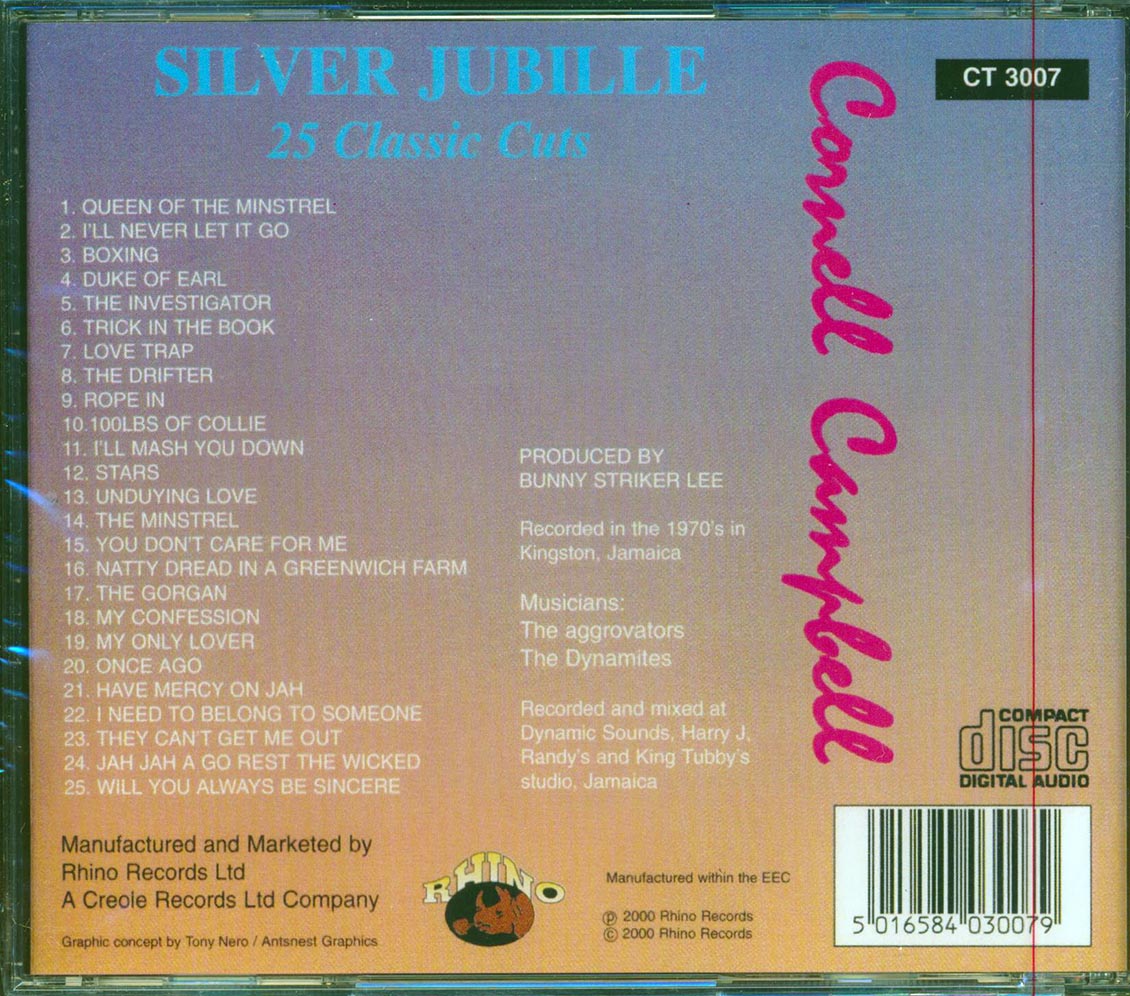 SILVER JUBILLE
25 Classic Cuts
CT 3007
Cornell Campbell
1. QUEEN OF THE MINSTREL
2. I'LL NEVER LET IT GO
3. BOXING
4. DUKE OF EARL
5. THE INVESTIGATOR
6. TRICK IN THE BOOK
7. LOVE TRAP
8. THE DRIFTER
9. ROPE IN
10.100LBS OF COLLIE
11. I'LL MASH YOU DOWN
12. STARS
13. UNDUYING LOVE
14. THE MINSTREL
15. YOU DON'T CARE FOR ME
16. NATTY DREAD IN A GREENWICH FARM
17. THE GORGAN
18. MY CONFESSION
19. MY ONLY LOVER
20. ONCE AGO
21. HAVE MERCY ON JAH
22. I NEED TO BELONG TO SOMEONE
23. THEY CAN'T GET ME OUT
24. JAH JAH A GO REST THE WICKED
25. WILL YOU ALWAYS BE SINCERE
PRODUCED BY
BUNNY STRIKER LEE
Recorded in the 1970's in
Kingston, Jamaica
Musicians:
The aggrovators
The Dynamites
Recorded and mixed at
Dynamic Sounds, Harry J,
Randy's and King Tubby's
studio, Jamaica
COMPACT
disc
DIGITAL AUDIO
Manufactured and Marketed by
Rhino Records Ltd
A Creole Records Ltd Company
Graphic concept by Tony Nero / Antsnest Graphics
RHINO
Manufactured within the EEC
℗ 2000 Rhino Records
© 2000 Rhino Records
5 016584 030079